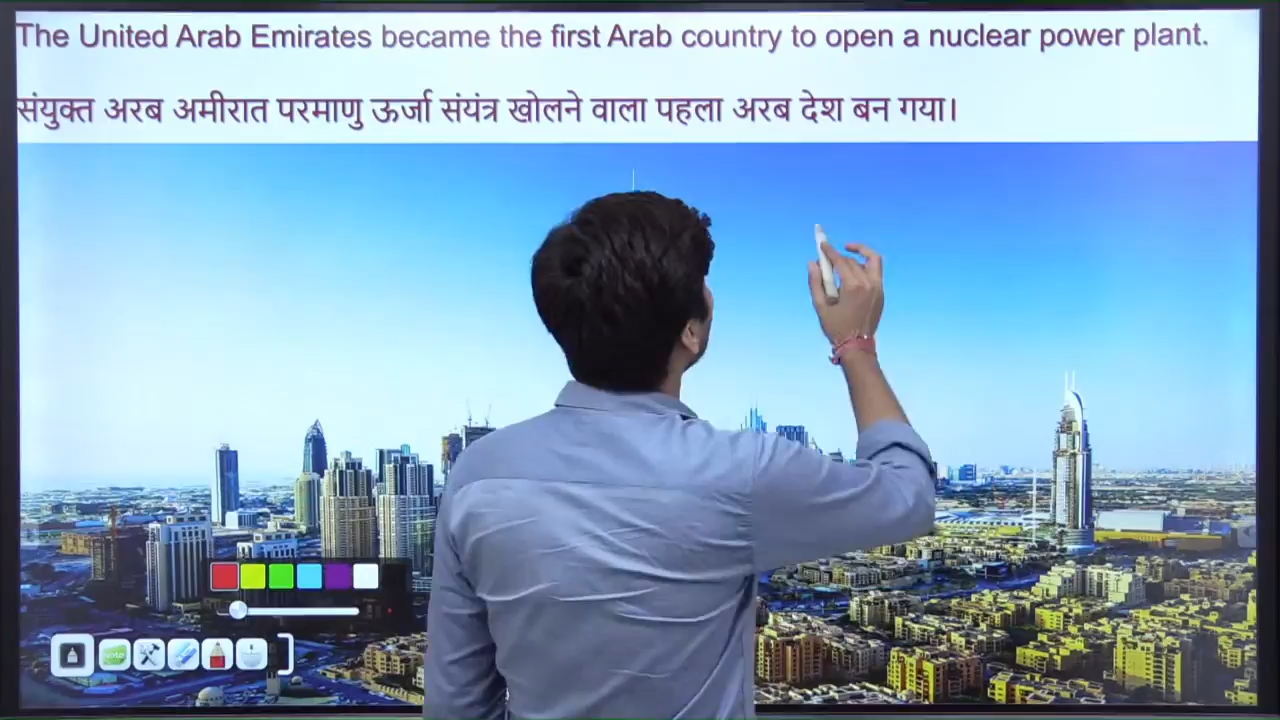 The United Arab Emirates became the first Arab country to open a nuclear power plant.
संयुक्त अरब अमीरात परमाणु ऊर्जा संयंत्र खोलने वाला पहला अरब देश बन गया।